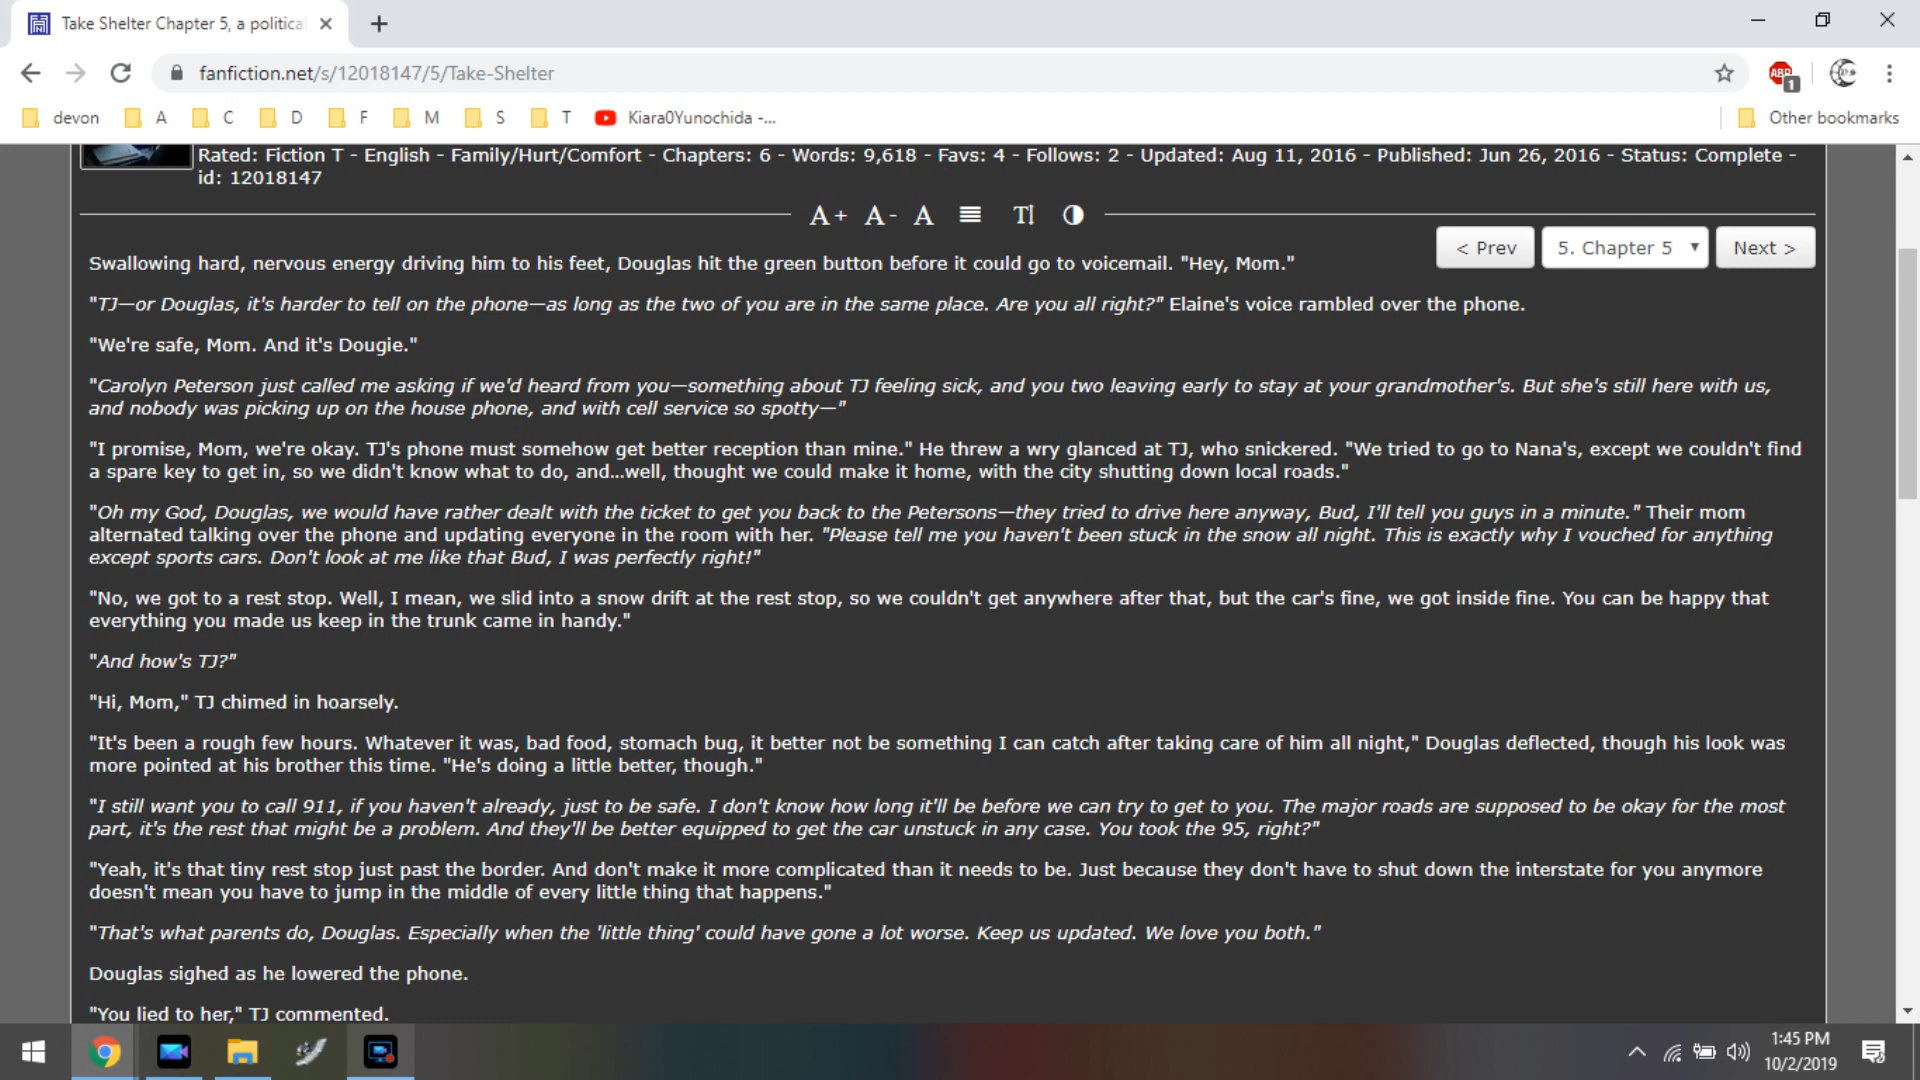 Take Shelter Chapter 5, a politica
fanfiction.net/s/12018147/5/Take-Shelter
ABP
1
devon
A
C
D
F
M
S
T
Kiara0Yunochida -...
Other bookmarks
Rated: Fiction T - English - Family/Hurt/Comfort - Chapters: 6 - Words: 9,618 - Favs: 4 - Follows: 2 - Updated: Aug 11, 2016 - Published: Jun 26, 2016 - Status: Complete -
id: 12018147
A+ A- A
< Prev
5. Chapter 5
Next >
Swallowing hard, nervous energy driving him to his feet, Douglas hit the green button before it could go to voicemail. "Hey, Mom."
"TJ—or Douglas, it's harder to tell on the phone—as long as the two of you are in the same place. Are you all right?" Elaine's voice rambled over the phone.
"We're safe, Mom. And it's Dougie."
"Carolyn Peterson just called me asking if we'd heard from you—something about TJ feeling sick, and you two leaving early to stay at your grandmother's. But she's still here with us,
and nobody was picking up on the house phone, and with cell service so spotty—"
"I promise, Mom, we're okay. TJ's phone must somehow get better reception than mine." He threw a wry glanced at TJ, who snickered. "We tried to go to Nana's, except we couldn't find
a spare key to get in, so we didn't know what to do, and...well, thought we could make it home, with the city shutting down local roads."
"Oh my God, Douglas, we would have rather dealt with the ticket to get you back to the Petersons—they tried to drive here anyway, Bud, I'll tell you guys in a minute." Their mom
alternated talking over the phone and updating everyone in the room with her. "Please tell me you haven't been stuck in the snow all night. This is exactly why I vouched for anything
except sports cars. Don't look at me like that Bud, I was perfectly right!"
"No, we got to a rest stop. Well, I mean, we slid into a snow drift at the rest stop, so we couldn't get anywhere after that, but the car's fine, we got inside fine. You can be happy that
everything you made us keep in the trunk came in handy."
"And how's TJ?"
"Hi, Mom," TJ chimed in hoarsely.
"It's been a rough few hours. Whatever it was, bad food, stomach bug, it better not be something I can catch after taking care of him all night," Douglas deflected, though his look was
more pointed at his brother this time. "He's doing a little better, though."
"I still want you to call 911, if you haven't already, just to be safe. I don't know how long it'll be before we can try to get to you. The major roads are supposed to be okay for the most
part, it's the rest that might be a problem. And they'll be better equipped to get the car unstuck in any case. You took the 95, right?"
"Yeah, it's that tiny rest stop just past the border. And don't make it more complicated than it needs to be. Just because they don't have to shut down the interstate for you anymore
doesn't mean you have to jump in the middle of every little thing that happens."
"That's what parents do, Douglas. Especially when the 'little thing' could have gone a lot worse. Keep us updated. We love you both."
Douglas sighed as he lowered the phone.
"You lied to her," TJ commented.
1:45 PM
10/2/2019